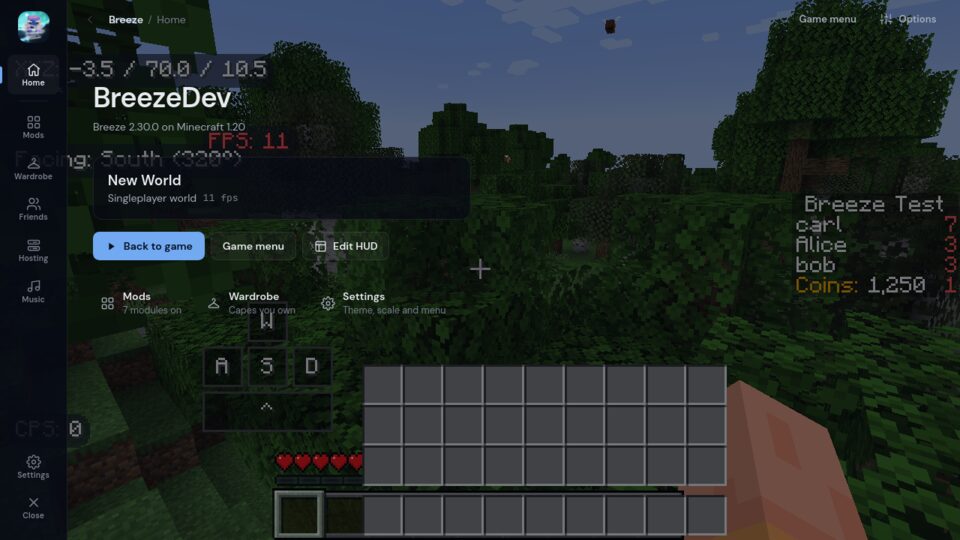 Breeze / Home
Game menu
Options
-3.5 / 70.0 / 10.5
Home
BreezeDev
Breeze 2.30.0 on Minecraft 1.20
FPS: 11
Mods
Facing: South (320°)
Wardrobe
New World
Singleplayer world 11 fps
Friends
Breeze Test
carl 7
Alice 3
bob 3
Coins: 1,250 1
Back to game
Game menu
Edit HUD
Hosting
Music
Mods
7 modules on
Wardrobe
Capes you own
Settings
Theme, scale and menu
W
A
S
D
^
CPS: 0
Settings
Close